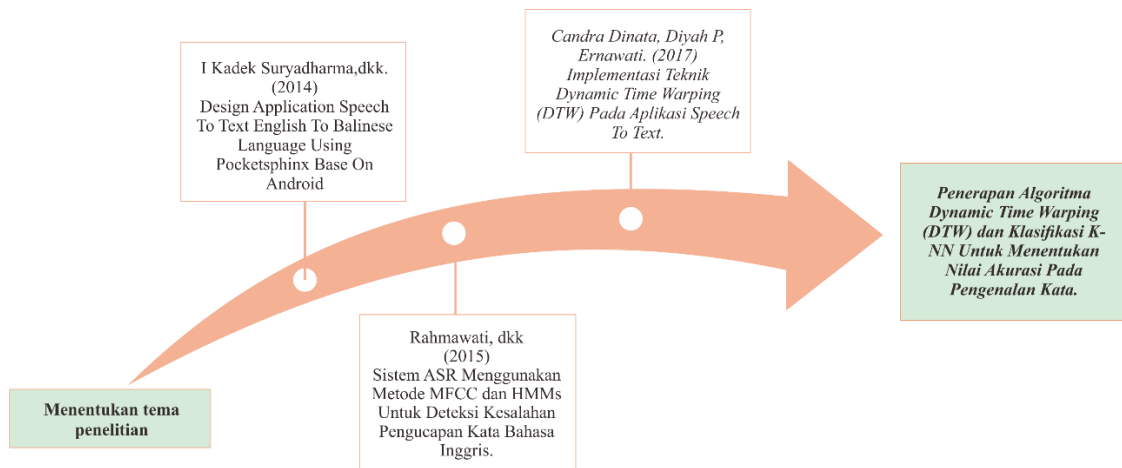 Menentukan tema
penelitian
I Kadek Suryadharma,dkk.
(2014)
Design Application Speech
To Text English To Balinese
Language Using
Pocketsphinx Base On
Android
Rahmawati, dkk
(2015)
Sistem ASR Menggunakan
Metode MFCC dan HMMs
Untuk Deteksi Kesalahan
Pengucapan Kata Bahasa
Inggris.
Candra Dinata, Diyah P,
Ernawati. (2017)
Implementasi Teknik
Dynamic Time Warping
(DTW) Pada Aplikasi Speech
To Text.
Penerapan Algoritma
Dynamic Time Warping
(DTW) dan Klasifikasi K-
NN Untuk Menentukan
Nilai Akurasi Pada
Pengenalan Kata.